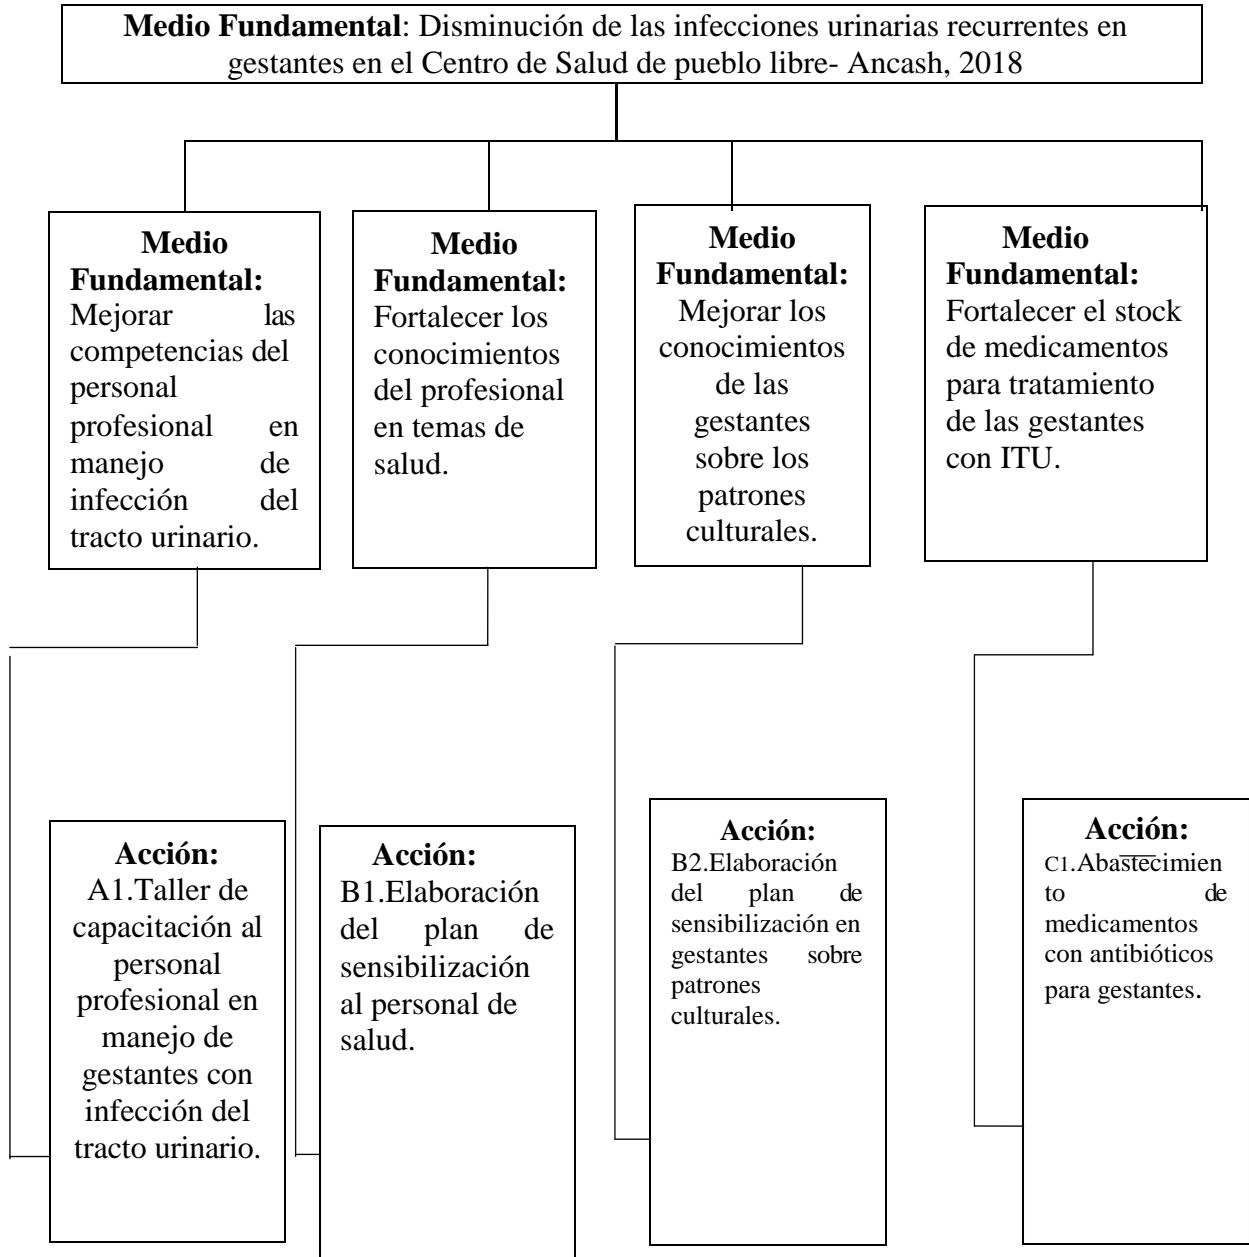 Medio Fundamental: Disminución de las infecciones urinarias recurrentes en
gestantes en el Centro de Salud de pueblo libre- Ancash, 2018
Medio
Fundamental:
Mejorar las
competencias del
personal
profesional en
manejo de
infección del
tracto urinario.
Medio
Fundamental:
Fortalecer los
conocimientos
del profesional
en temas de
salud.
Medio
Fundamental:
Mejorar los
conocimientos
de las
gestantes
sobre los
patrones
culturales.
Medio
Fundamental:
Fortalecer el stock
de medicamentos
para tratamiento
de las gestantes
con ITU.
Acción:
A1.Taller de
capacitación al
personal
profesional en
manejo de
gestantes con
infección del
tracto urinario.
Acción:
B1.Elaboración
del plan de
sensibilización
al personal de
salud.
Acción:
B2.Elaboración
del plan de
sensibilización en
gestantes sobre
patrones
culturales.
Acción:
C1.Abastecimien
to de
medicamentos
con antibióticos
para gestantes.